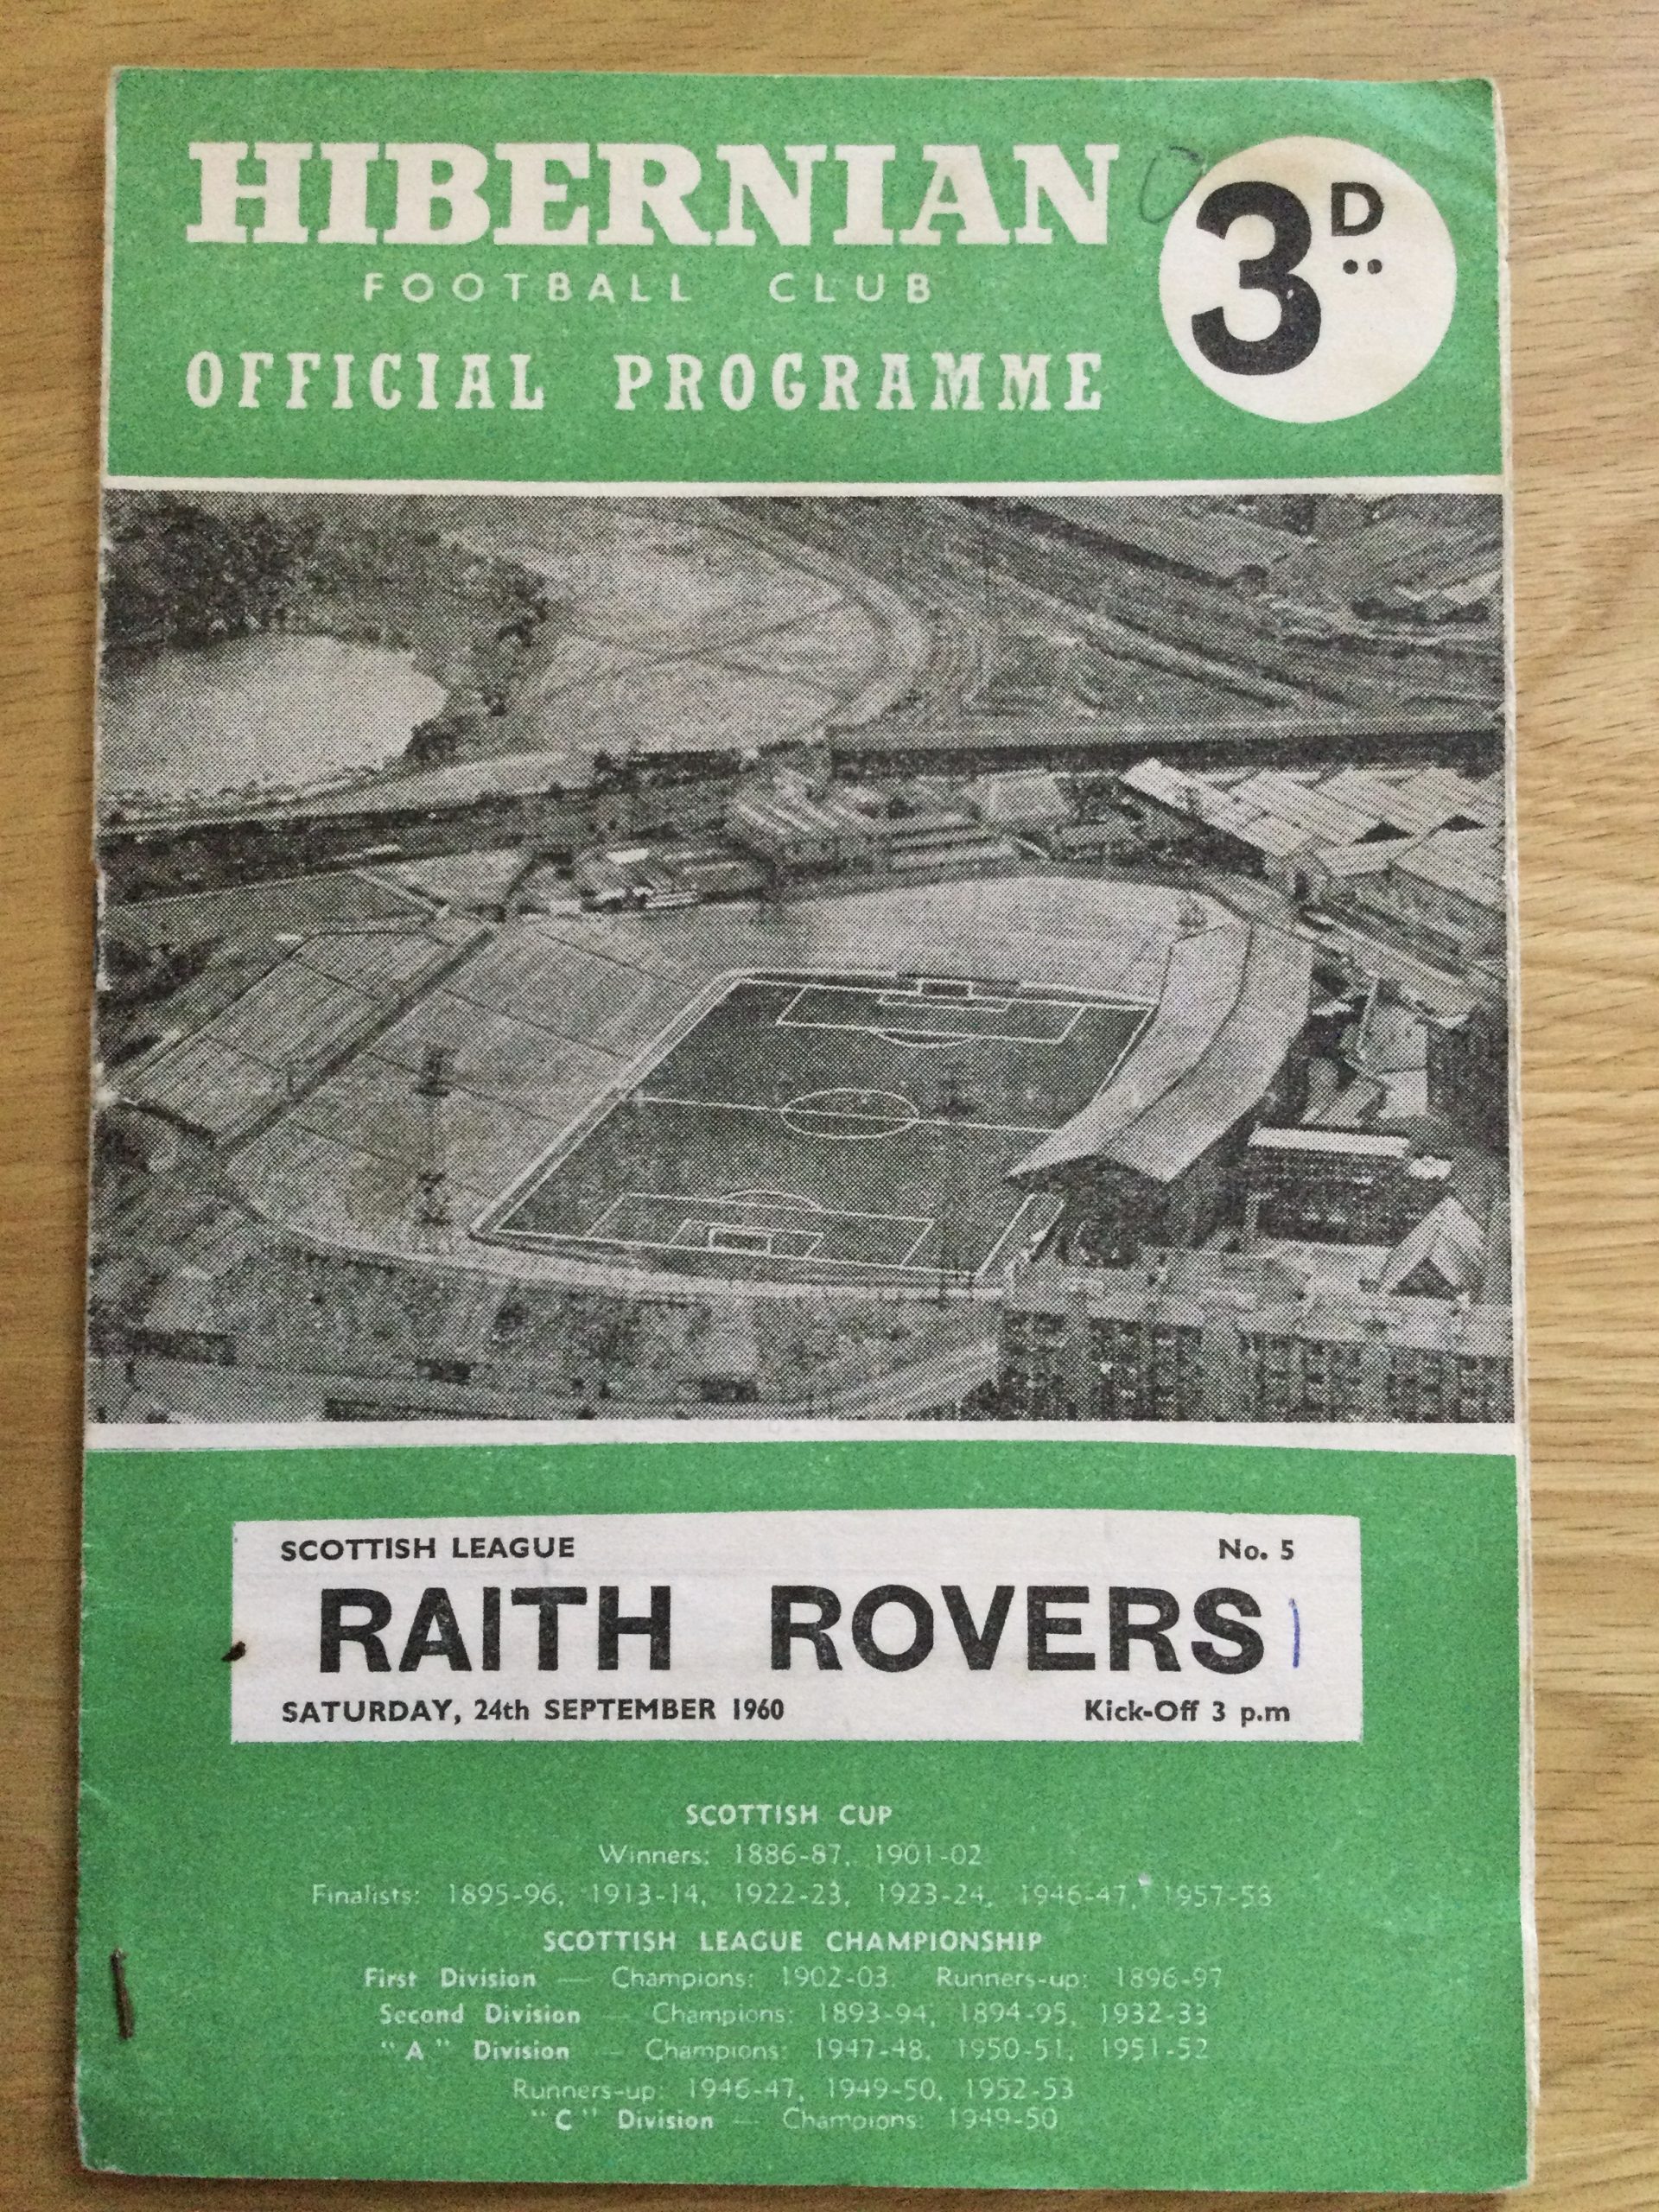 HIBERNIAN
FOOTBALL CLUB
OFFICIAL PROGRAMME
3D
SCOTTISH LEAGUE No. 5
RAITH ROVERS
SATURDAY, 24th SEPTEMBER 1960 Kick-Off 3 p.m
SCOTTISH CUP
Winners: 1886-87, 1901-02
Finalists: 1895-96, 1913-14, 1922-23, 1923-24, 1946-47, 1957-58
SCOTTISH LEAGUE CHAMPIONSHIP
First Division — Champions: 1902-03. Runners-up: 1896-97
Second Division — Champions: 1893-94, 1894-95, 1932-33
"A" Division — Champions: 1947-48, 1950-51, 1951-52
Runners-up: 1946-47, 1949-50, 1952-53
"C" Division — Champions: 1949-50